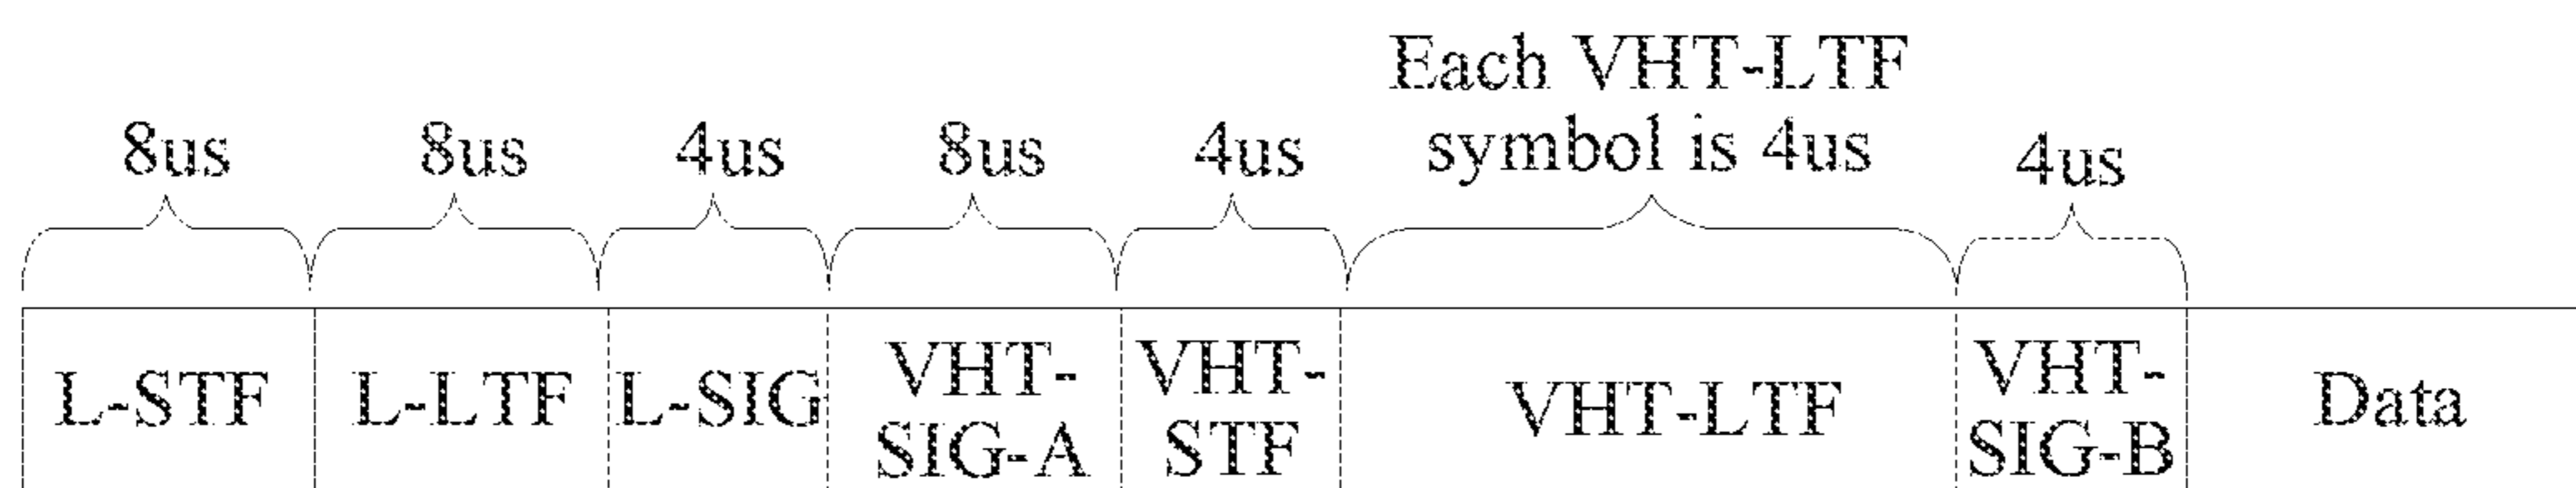 Each VHT-LTF
symbol is 4us
8us 8us 4us 8us 4us 4us
L-STF L-LTF L-SIG VHT-SIG-A VHT-STF VHT-LTF VHT-SIG-B Data